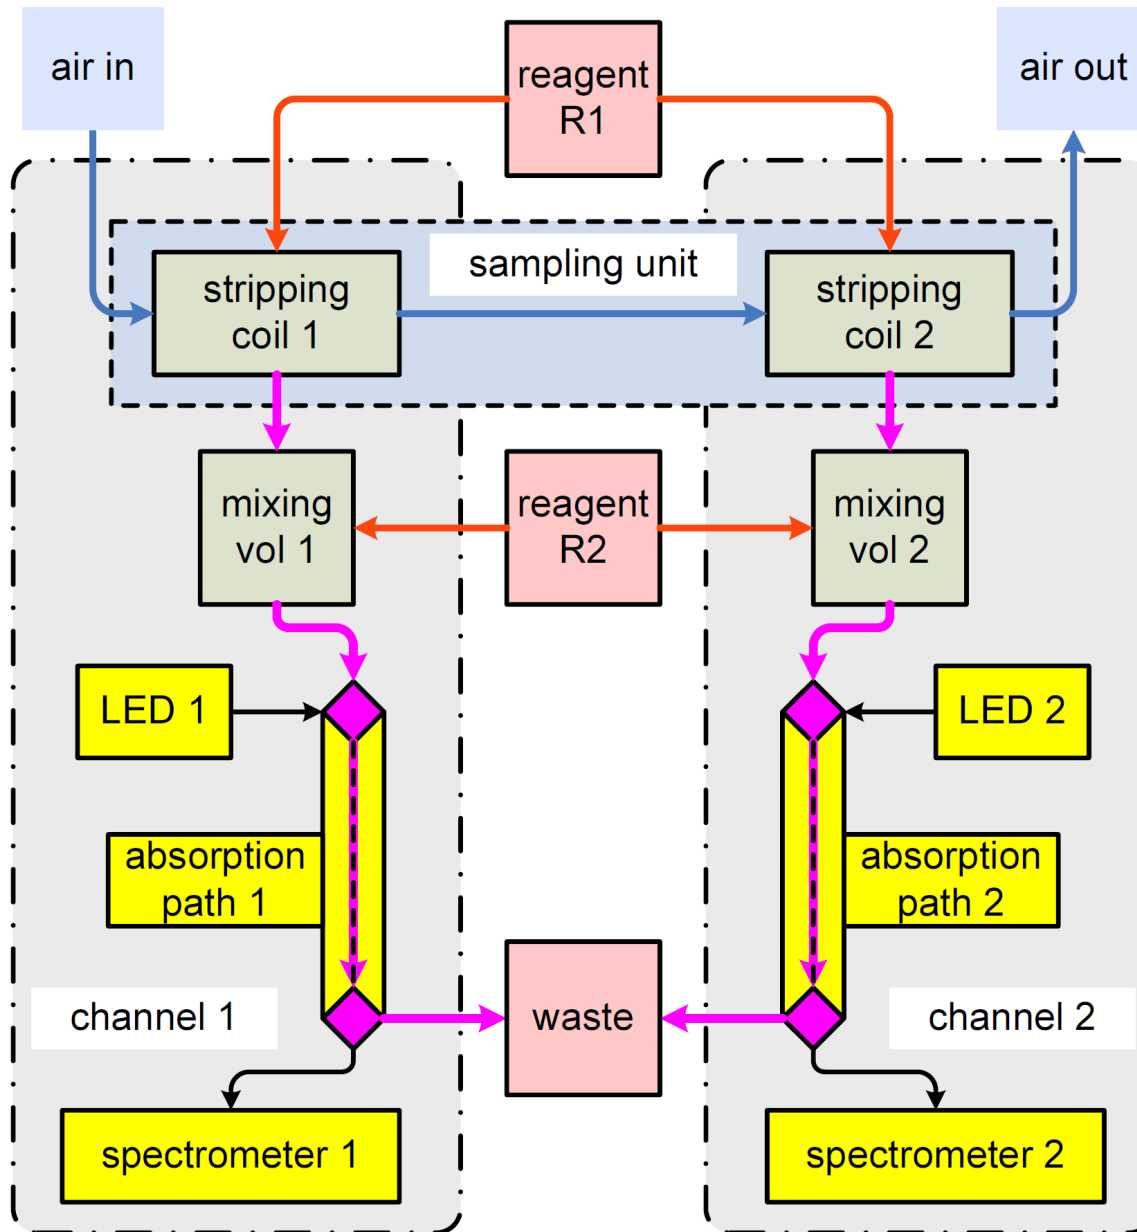 air in
reagent
R1
air out
sampling unit
stripping
coil 1
stripping
coil 2
mixing
vol 1
reagent
R2
mixing
vol 2
LED 1
LED 2
absorption
path 1
absorption
path 2
channel 1
waste
channel 2
spectrometer 1
spectrometer 2